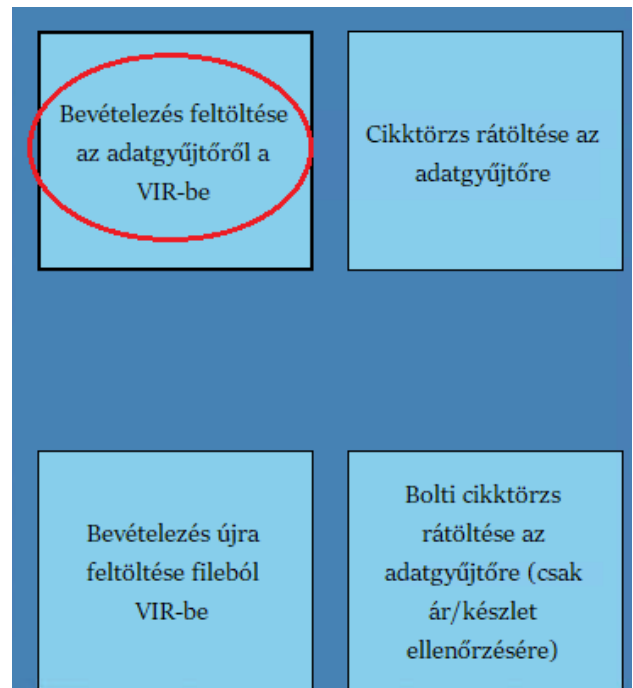 Bevételezés feltöltése
az adatgyűjtőről a
VIR-be
Cikktörzs rátöltése az
adatgyűjtőre
Bevételezés újra
feltöltése fileból
VIR-be
Bolti cikktörzs
rátöltése az
adatgyűjtőre (csak
ár/készlet
ellenőrzésére)